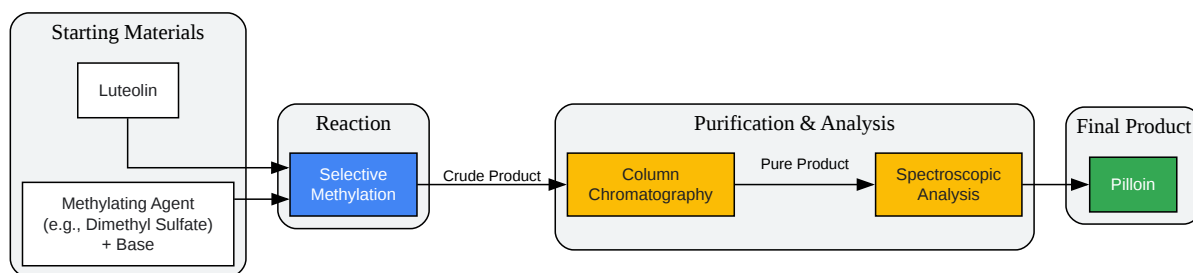 Starting Materials
Luteolin
Methylating Agent
(e.g., Dimethyl Sulfate)
+ Base
Reaction
Selective
Methylation
Crude Product
Purification & Analysis
Column
Chromatography
Pure Product
Spectroscopic
Analysis
Final Product
Pilloin